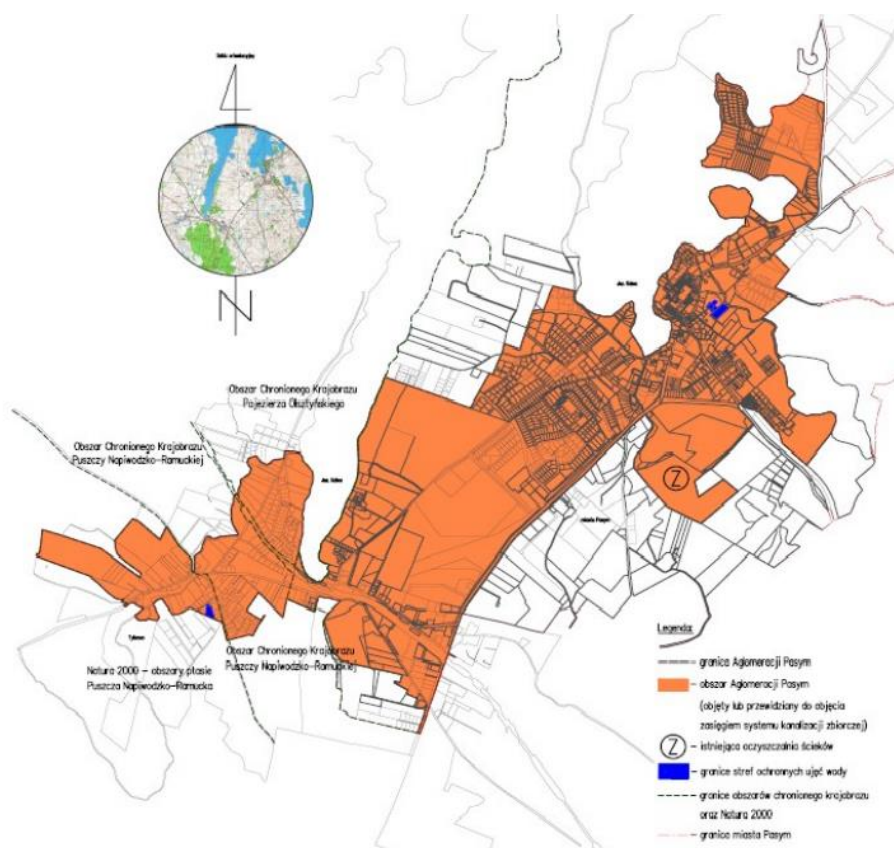 N
Obszar Chronionego Krajobrazu
Pojezierza Olsztyńskiego
Obszar Chronionego Krajobrazu
Puszczy Napiwodzko-Ramuckiej
miasto Pasym
Tylkowo
Obszar Chronionego Krajobrazu
Puszczy Napiwodzko-Ramuckiej
Natura 2000 - obszary ptasie
Puszcza Napiwodzko-Ramucka
Z
Legenda:
- granica Aglomeracji Pasym
- obszar Aglomeracji Pasym
(objęty lub przewidziany do objęcia
zasięgiem systemu kanalizacji zbiorczej)
Z - istniejąca oczyszczalnia ścieków
- granice stref ochronnych ujęć wody
- granice obszarów chronionego krajobrazu
oraz Natura 2000
- granica miasta Pasym